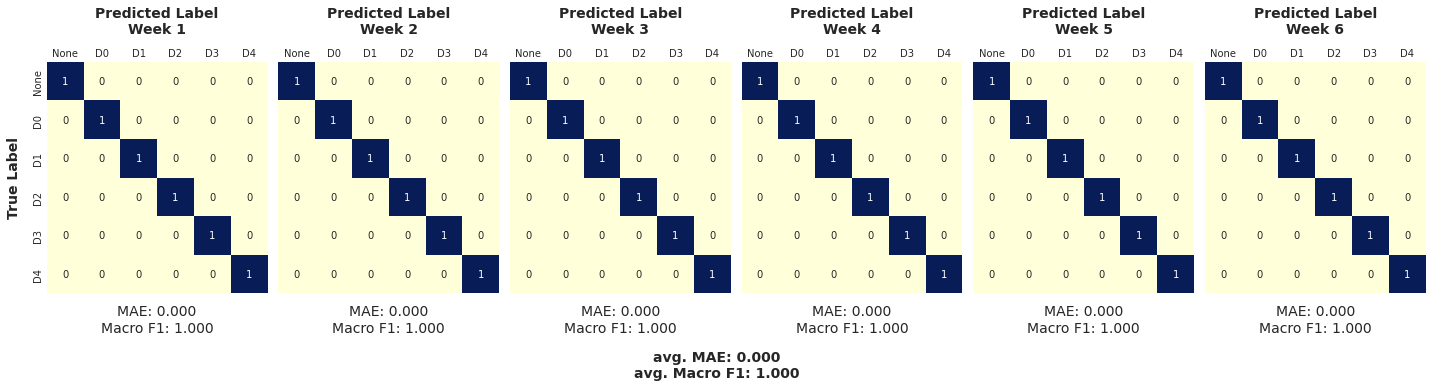 Predicted Label Predicted Label Predicted Label Predicted Label Predicted Label Predicted Label
Week 1 Week 2 Week 3 Week 4 Week 5 Week 6
None D0 D1 D2 D3 D4 None D0 D1 D2 D3 D4 None D0 D1 D2 D3 D4 None D0 D1 D2 D3 D4 None D0 D1 D2 D3 D4 None D0 D1 D2 D3 D4
True Label
None 1 0 0 0 0 0 1 0 0 0 0 0 1 0 0 0 0 0 1 0 0 0 0 0 1 0 0 0 0 0 1 0 0 0 0 0
D0 0 1 0 0 0 0 0 1 0 0 0 0 0 1 0 0 0 0 0 1 0 0 0 0 0 1 0 0 0 0 0 1 0 0 0 0
D1 0 0 1 0 0 0 0 0 1 0 0 0 0 0 1 0 0 0 0 0 1 0 0 0 0 0 1 0 0 0 0 0 1 0 0 0
D2 0 0 0 1 0 0 0 0 0 1 0 0 0 0 0 1 0 0 0 0 0 1 0 0 0 0 0 1 0 0 0 0 0 1 0 0
D3 0 0 0 0 1 0 0 0 0 0 1 0 0 0 0 0 1 0 0 0 0 0 1 0 0 0 0 0 1 0 0 0 0 0 1 0
D4 0 0 0 0 0 1 0 0 0 0 0 1 0 0 0 0 0 1 0 0 0 0 0 1 0 0 0 0 0 1 0 0 0 0 0 1
MAE: 0.000 MAE: 0.000 MAE: 0.000 MAE: 0.000 MAE: 0.000 MAE: 0.000
Macro F1: 1.000 Macro F1: 1.000 Macro F1: 1.000 Macro F1: 1.000 Macro F1: 1.000 Macro F1: 1.000
avg. MAE: 0.000
avg. Macro F1: 1.000